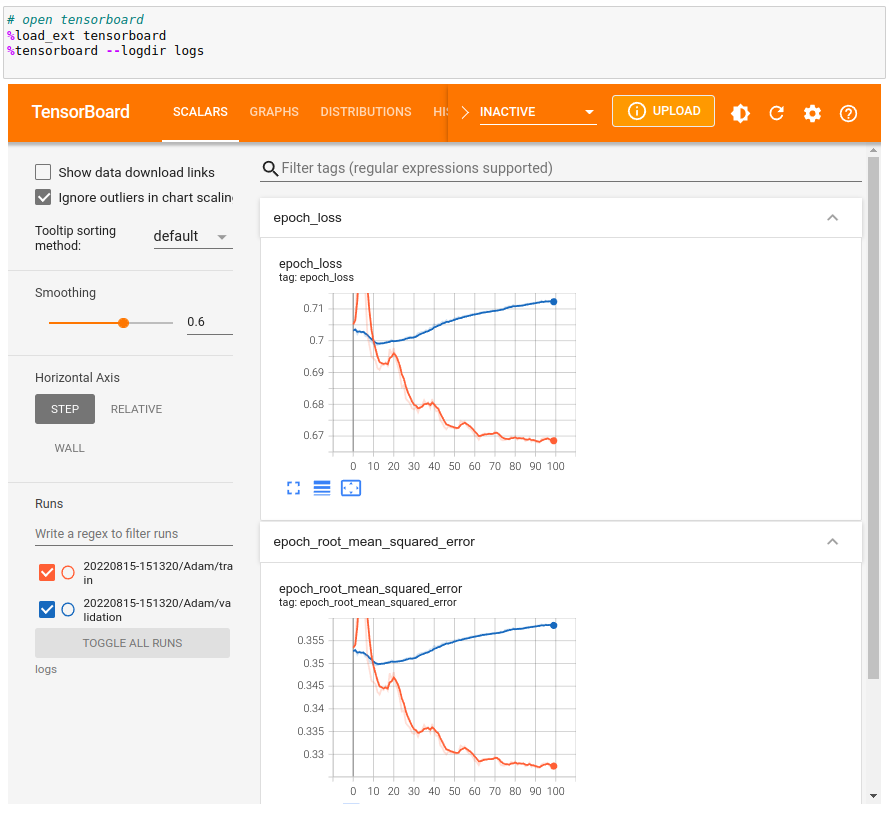 # open tensorboard
%load_ext tensorboard
%tensorboard --logdir logs
TensorBoard
SCALARS
GRAPHS
DISTRIBUTIONS
HIS
INACTIVE
UPLOAD
Show data download links
Ignore outliers in chart scalin
Tooltip sorting
method:
default
Smoothing
0.6
Horizontal Axis
STEP
RELATIVE
WALL
Runs
Write a regex to filter runs
20220815-151320/Adam/tra
in
20220815-151320/Adam/va
lidation
TOGGLE ALL RUNS
logs
Filter tags (regular expressions supported)
epoch_loss
epoch_loss
tag: epoch_loss
0.71
0.7
0.69
0.68
0.67
0 10 20 30 40 50 60 70 80 90 100
epoch_root_mean_squared_error
epoch_root_mean_squared_error
tag: epoch_root_mean_squared_error
0.355
0.35
0.345
0.34
0.335
0.33
0 10 20 30 40 50 60 70 80 90 100